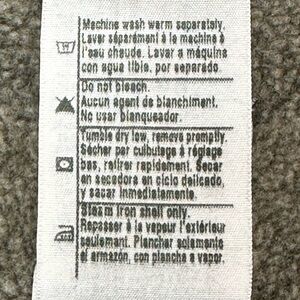 Machine wash warm separately.
Laver séparément à la machine à
l'eau chaude. Lavar a máquina
con agua tibia, por separado
Do not bleach.
Aucun agent de blanchiment.
No usar blanqueador.
Tumble dry low, remove promptly.
Sécher par culbutage à réglage
bas, retirer rapidement. Secar
en secadora en ciclo delicado,
y sacar inmediatamente.
Steam iron shell only.
Repasser à la vapeur l'extérieur
seulement. Planchar solamente
el armazón, con plancha a vapor.